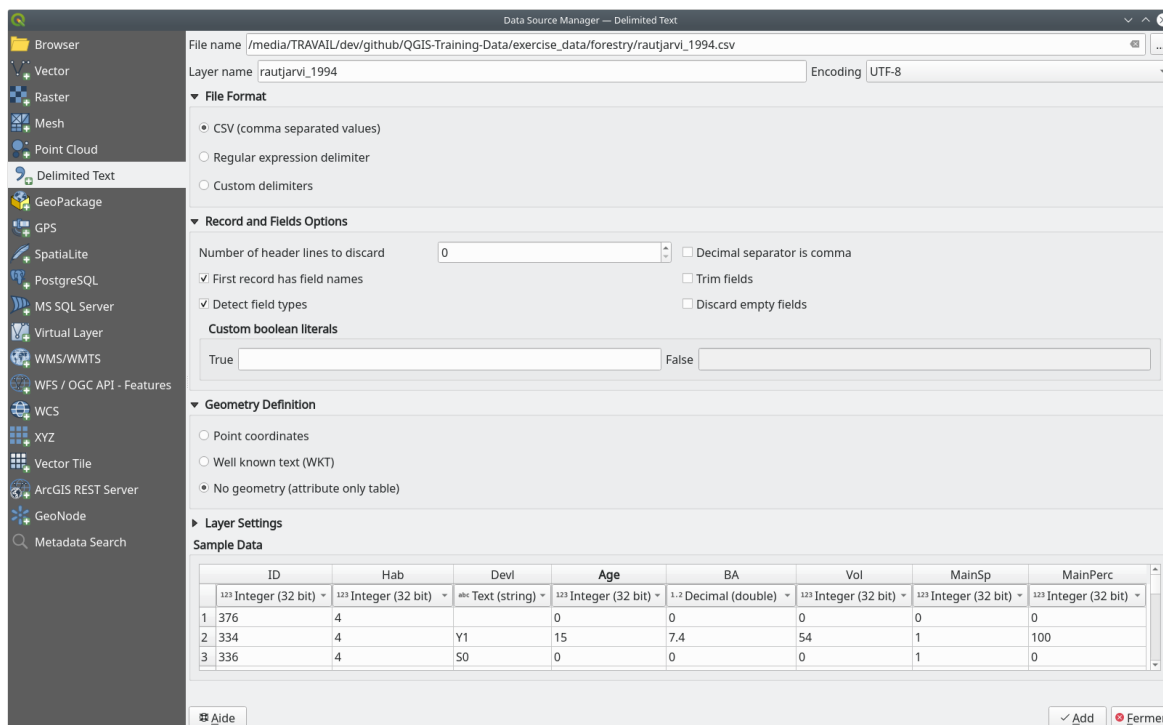 Data Source Manager — Delimited Text
Browser
Vector
Raster
Mesh
Point Cloud
Delimited Text
GeoPackage
GPS
SpatiaLite
PostgreSQL
MS SQL Server
Virtual Layer
WMS/WMTS
WFS / OGC API - Features
WCS
XYZ
Vector Tile
ArcGIS REST Server
GeoNode
Metadata Search
File name /media/TRAVAIL/dev/github/QGIS-Training-Data/exercise_data/forestry/rautjarvi_1994.csv ...
Layer name rautjarvi_1994 Encoding UTF-8
File Format
CSV (comma separated values)
Regular expression delimiter
Custom delimiters
Record and Fields Options
Number of header lines to discard 0 Decimal separator is comma
First record has field names Trim fields
Detect field types Discard empty fields
Custom boolean literals
True False
Geometry Definition
Point coordinates
Well known text (WKT)
No geometry (attribute only table)
Layer Settings
Sample Data
ID Hab Devl Age BA Vol MainSp MainPerc
123 Integer (32 bit) 123 Integer (32 bit) abc Text (string) 123 Integer (32 bit) 1.2 Decimal (double) 123 Integer (32 bit) 123 Integer (32 bit) 123 Integer (32 bit)
1 376 4 0 0 0 0 0
2 334 4 Y1 15 7.4 54 1 100
3 336 4 S0 0 0 0 1 0
Aide Add Fermer